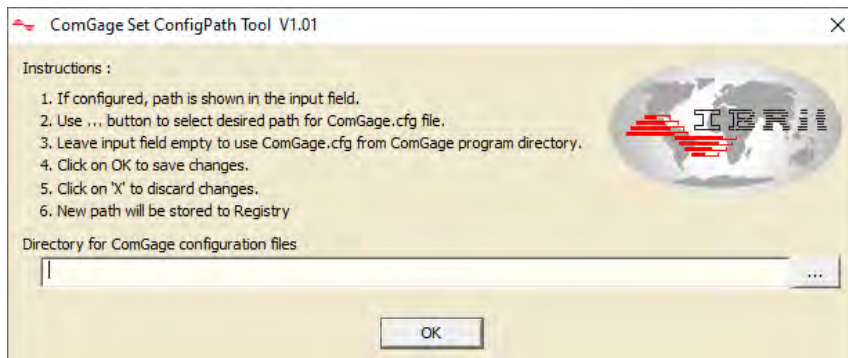 ComGage Set ConfigPath Tool V1.01
Instructions :
1. If configured, path is shown in the input field.
2. Use ... button to select desired path for ComGage.cfg file.
3. Leave input field empty to use ComGage.cfg from ComGage program directory.
4. Click on OK to save changes.
5. Click on 'X' to discard changes.
6. New path will be stored to Registry
IBRit
Directory for ComGage configuration files
...
OK